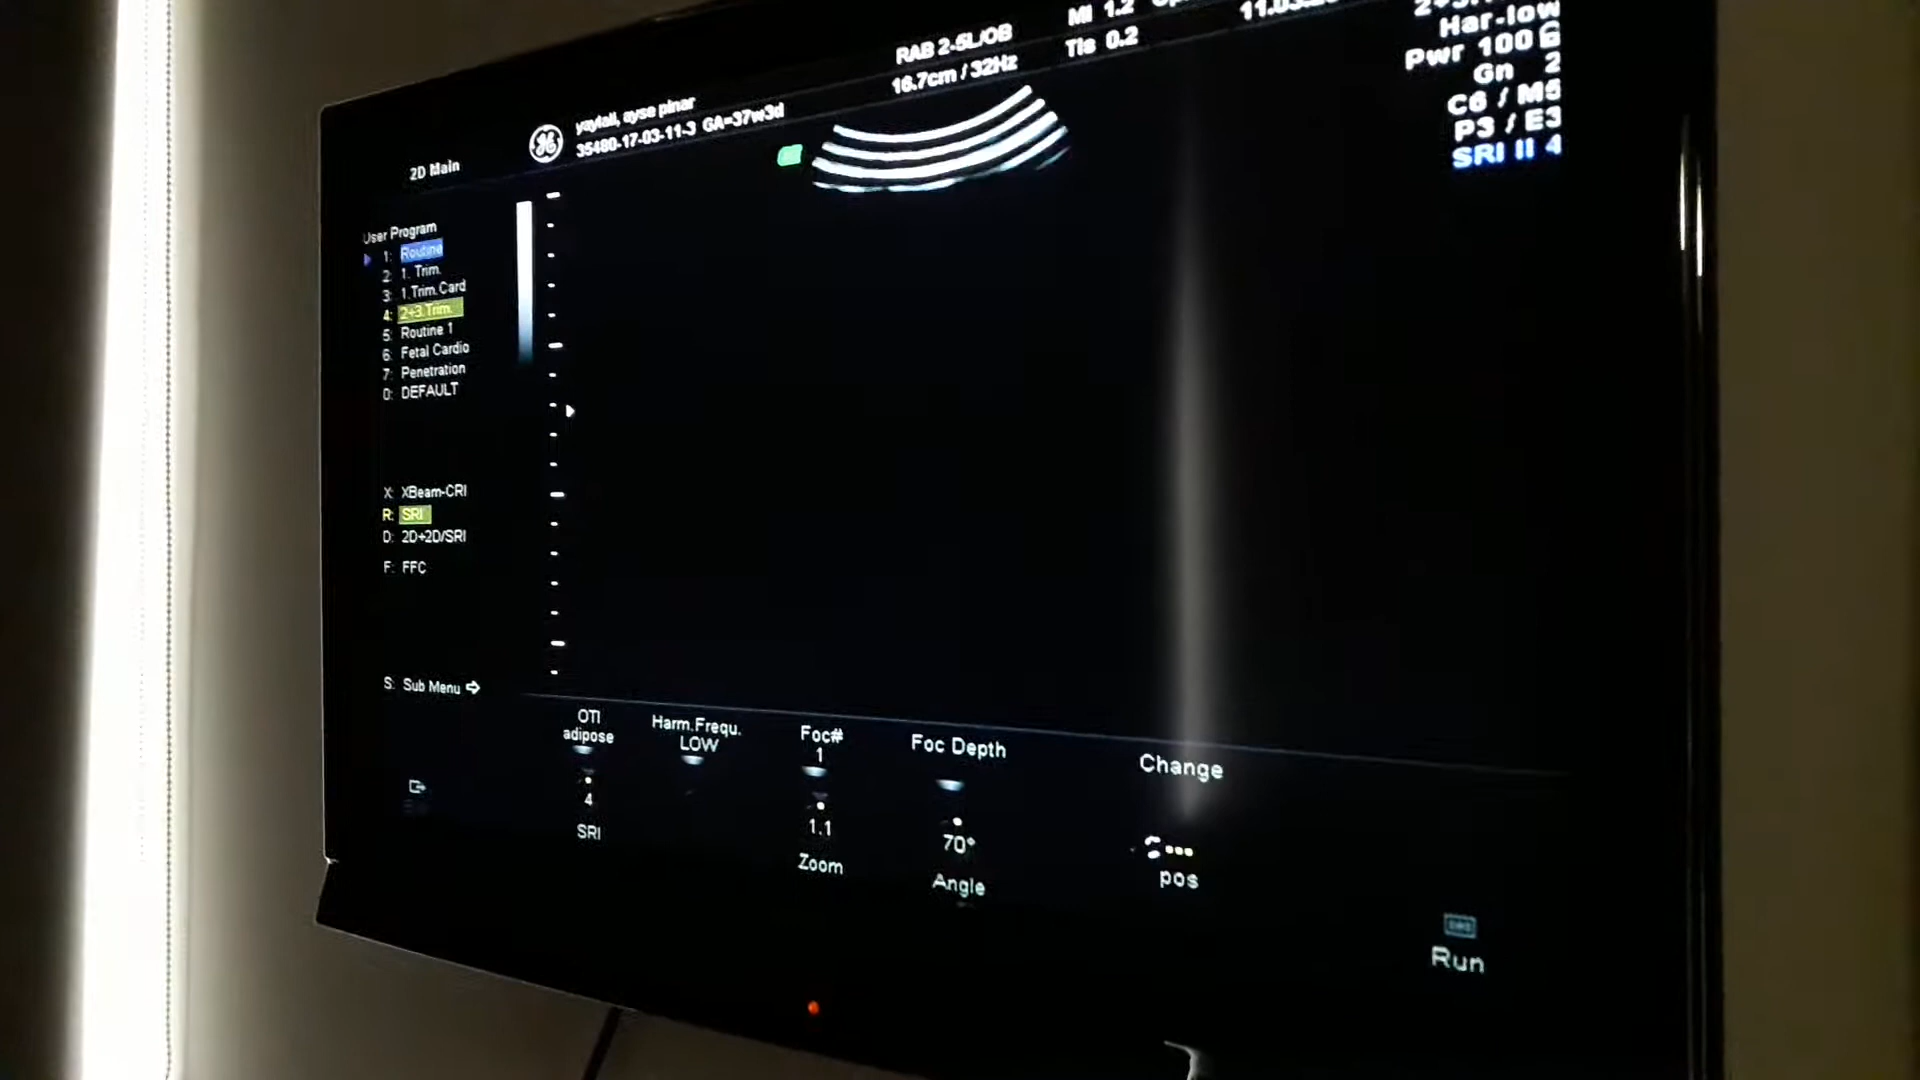 MI 1.2
RAB 2-5L/OB
Tis 0.2
16.7cm / 32Hz
yaylali, ayse pinar
35480-17-03-11-3 GA=37w3d
Har-low
Pwr 100
Gn 2
C6 / M5
P3 / E3
SRI II 4
2D Main
User Program
1: Routine
2: 1. Trim.
3: 1.Trim.Card
4: 2+3.Trim.
5: Routine 1
6: Fetal Cardio
7: Penetration
0: DEFAULT
X: XBeam-CRI
R: SRI
D: 2D+2D/SRI
F: FFC
S: Sub Menu
OTI
adipose
Harm.Frequ.
LOW
Foc#
1
Foc Depth
Change
4
SRI
1.1
Zoom
70°
Angle
pos
Run